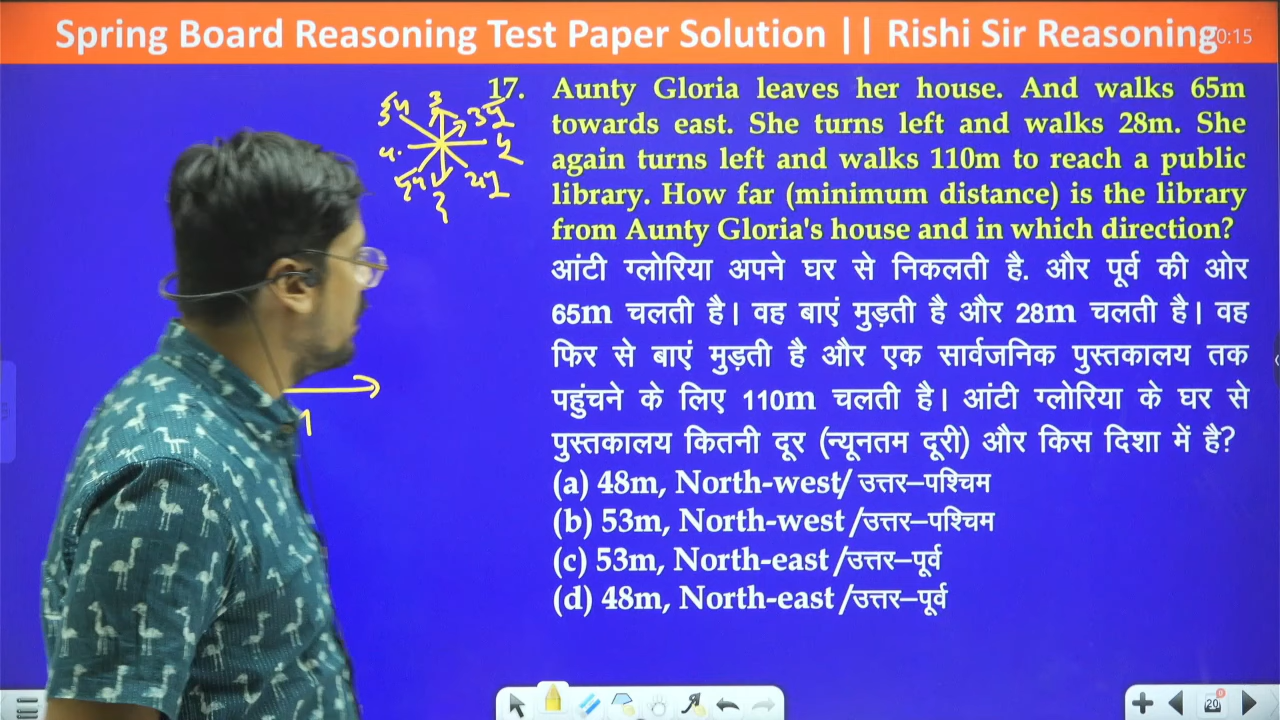 Spring Board Reasoning Test Paper Solution || Rishi Sir Reasoning
0:15
17. Aunty Gloria leaves her house. And walks 65m
towards east. She turns left and walks 28m. She
again turns left and walks 110m to reach a public
library. How far (minimum distance) is the library
from Aunty Gloria's house and in which direction?
आंटी ग्लोरिया अपने घर से निकलती है. और पूर्व की ओर
65m चलती है। वह बाएं मुड़ती है और 28m चलती है। वह
फिर से बाएं मुड़ती है और एक सार्वजनिक पुस्तकालय तक
पहुंचने के लिए 110m चलती है। आंटी ग्लोरिया के घर से
पुस्तकालय कितनी दूर (न्यूनतम दूरी) और किस दिशा में है?
(a) 48m, North-west/ उत्तर–पश्चिम
(b) 53m, North-west /उत्तर–पश्चिम
(c) 53m, North-east /उत्तर–पूर्व
(d) 48m, North-east /उत्तर–पूर्व
20